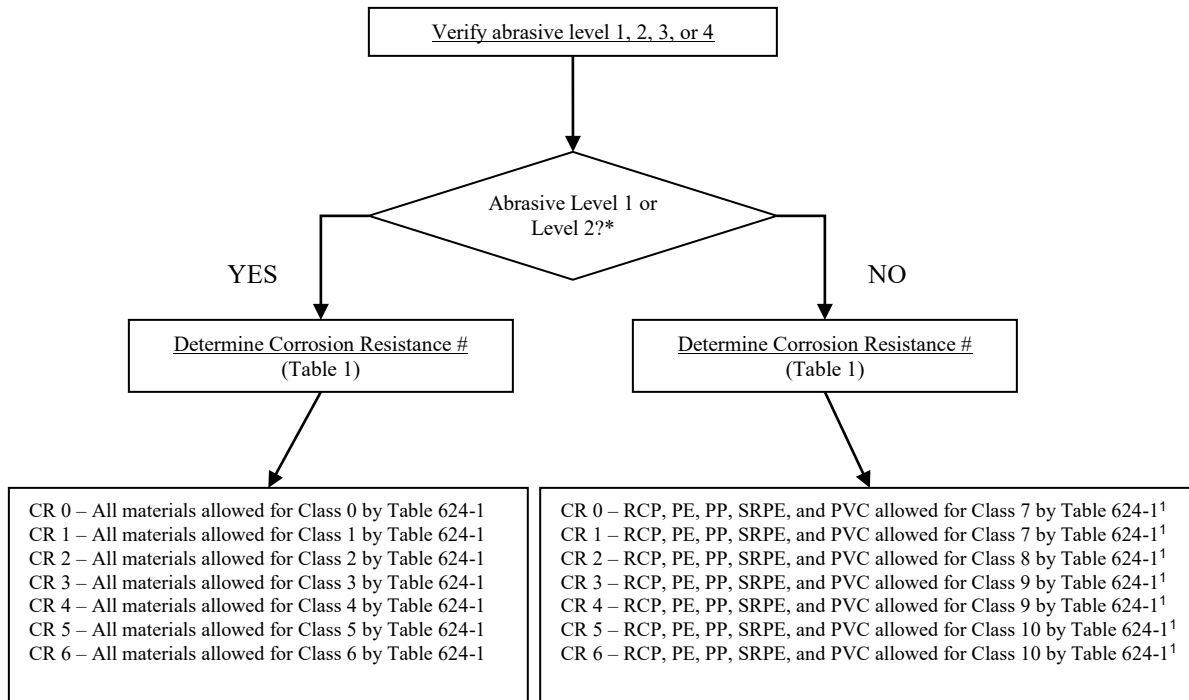 Verify abrasive level 1, 2, 3, or 4
Abrasive Level 1 or
Level 2?*
YES
NO
Determine Corrosion Resistance #
(Table 1)
Determine Corrosion Resistance #
(Table 1)
CR 0 – All materials allowed for Class 0 by Table 624-1
CR 1 – All materials allowed for Class 1 by Table 624-1
CR 2 – All materials allowed for Class 2 by Table 624-1
CR 3 – All materials allowed for Class 3 by Table 624-1
CR 4 – All materials allowed for Class 4 by Table 624-1
CR 5 – All materials allowed for Class 5 by Table 624-1
CR 6 – All materials allowed for Class 6 by Table 624-1
CR 0 – RCP, PE, PP, SRPE, and PVC allowed for Class 7 by Table 624-1¹
CR 1 – RCP, PE, PP, SRPE, and PVC allowed for Class 7 by Table 624-1¹
CR 2 – RCP, PE, PP, SRPE, and PVC allowed for Class 8 by Table 624-1¹
CR 3 – RCP, PE, PP, SRPE, and PVC allowed for Class 9 by Table 624-1¹
CR 4 – RCP, PE, PP, SRPE, and PVC allowed for Class 9 by Table 624-1¹
CR 5 – RCP, PE, PP, SRPE, and PVC allowed for Class 10 by Table 624-1¹
CR 6 – RCP, PE, PP, SRPE, and PVC allowed for Class 10 by Table 624-1¹